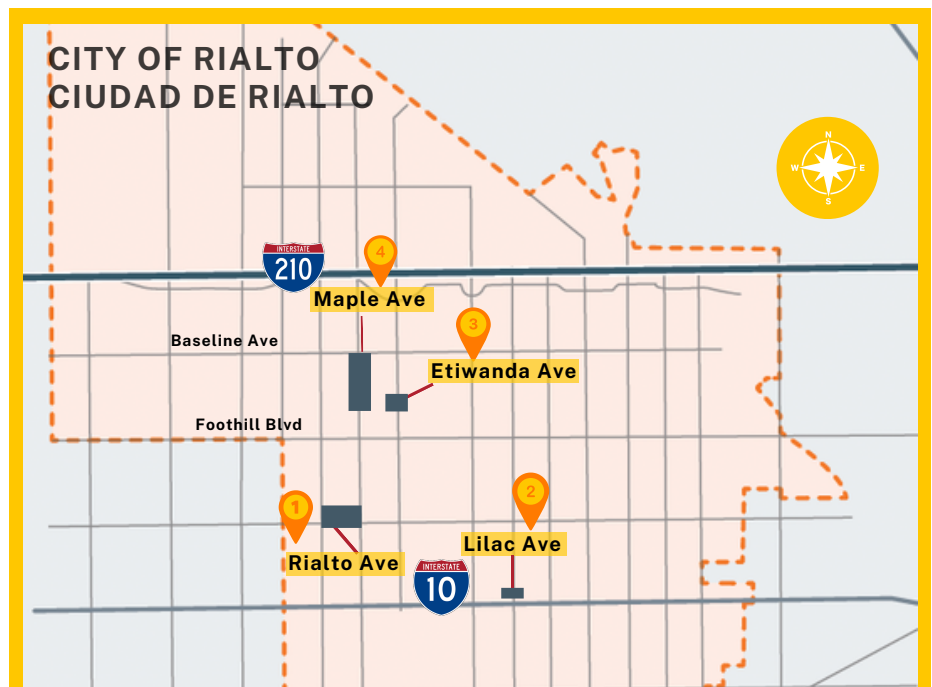 CITY OF RIALTO
CIUDAD DE RIALTO
N
W E
S
INTERSTATE
210
4
Maple Ave
3
Baseline Ave
Etiwanda Ave
Foothill Blvd
1
2
Lilac Ave
Rialto Ave
INTERSTATE
10